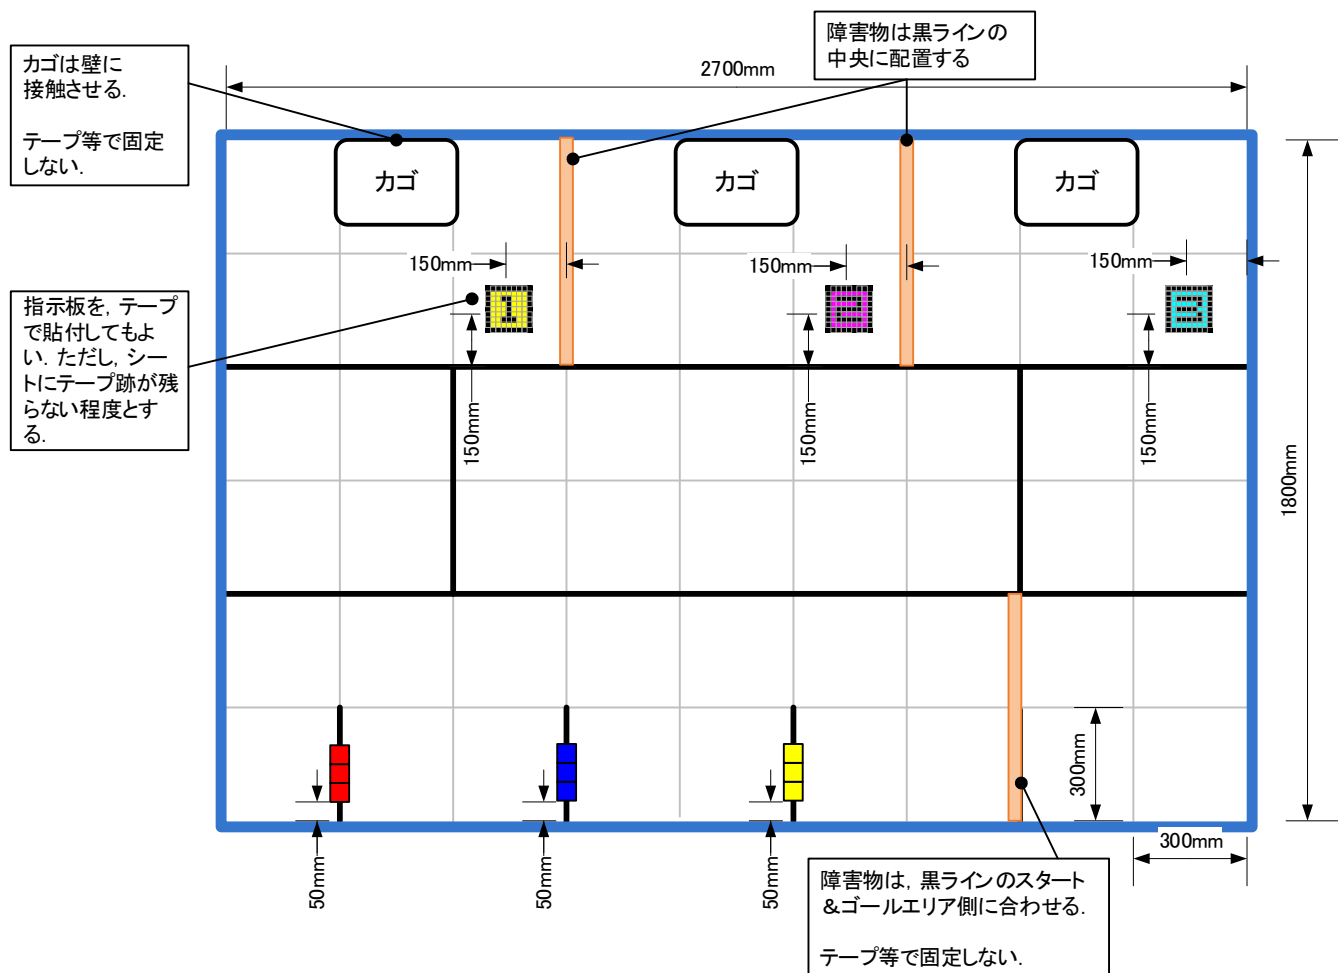 障害物は黒ラインの
中央に配置する
カゴは壁に
接触させる.
テープ等で固定
しない.
2700mm
カゴ
カゴ
カゴ
150mm
150mm
150mm
指示板を, テープ
で貼付してもよ
い. ただし, シー
トにテープ跡が残
らない程度とす
る.
1
2
3
150mm
150mm
150mm
1800mm
300mm
300mm
50mm
50mm
50mm
障害物は, 黒ラインのスタート
&ゴールエリア側に合わせる.
テープ等で固定しない.